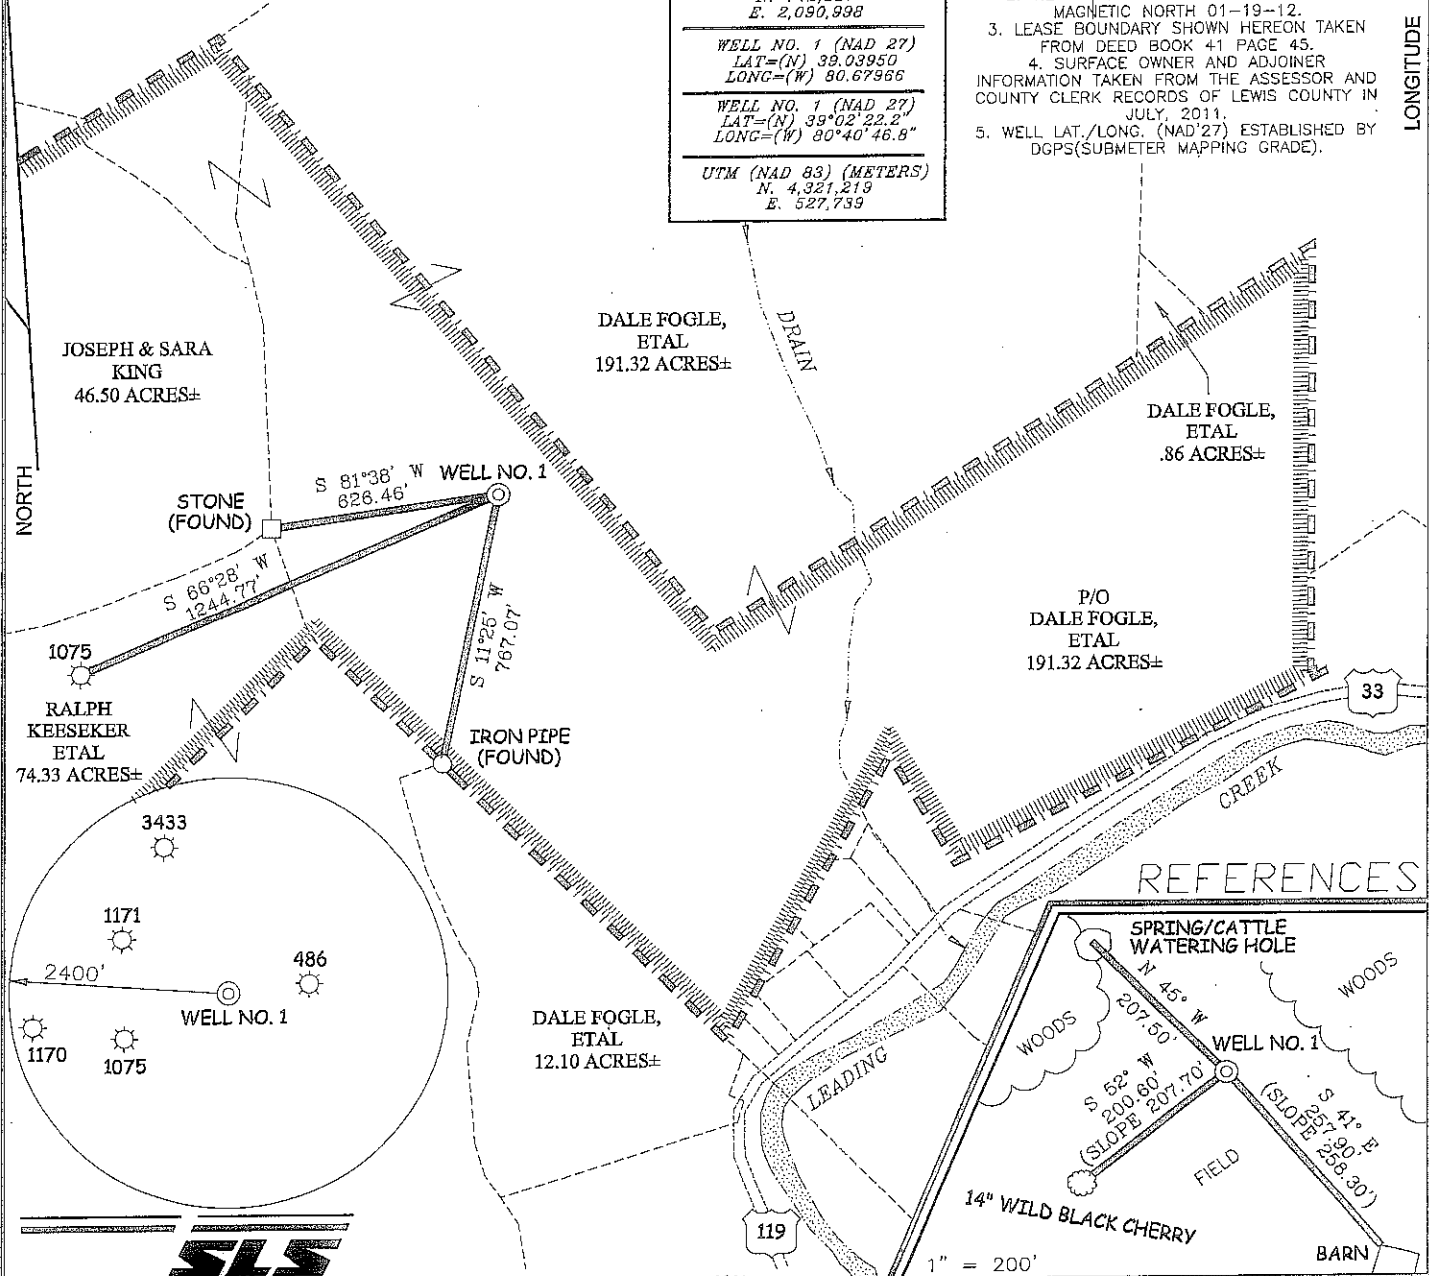 E. 2,090,998
WELL NO. 1 (NAD 27)
LAT=(N) 39.03950
LONG=(W) 80.67966
WELL NO. 1 (NAD 27)
LAT=(N) 39°02'22.2"
LONG=(W) 80°40'46.8"
UTM (NAD 83) (METERS)
N. 4,321,219
E. 527,739
MAGNETIC NORTH 01-19-12.
3. LEASE BOUNDARY SHOWN HEREON TAKEN
FROM DEED BOOK 41 PAGE 45.
4. SURFACE OWNER AND ADJOINER
INFORMATION TAKEN FROM THE ASSESSOR AND
COUNTY CLERK RECORDS OF LEWIS COUNTY IN
JULY, 2011.
5. WELL LAT./LONG. (NAD'27) ESTABLISHED BY
DGPS(SUBMETER MAPPING GRADE).
LONGITUDE
NORTH
JOSEPH & SARA
KING
46.50 ACRES±
DALE FOGLE,
ETAL
191.32 ACRES±
DRAIN
DALE FOGLE,
ETAL
.86 ACRES±
STONE
(FOUND)
S 81°38' W
626.46'
WELL NO. 1
S 66°28' W
1244.77'
S 11°25' W
767.07'
1075
RALPH
KEESEKER
ETAL
74.33 ACRES±
IRON PIPE
(FOUND)
P/O
DALE FOGLE,
ETAL
191.32 ACRES±
33
CREEK
LEADING
3433
1171
486
2400'
WELL NO. 1
1170
1075
DALE FOGLE,
ETAL
12.10 ACRES±
119
REFERENCES
SPRING/CATTLE
WATERING HOLE
WOODS
N 45° W
207.50'
WOODS
WELL NO. 1
S 52° W
200.60'
(SLOPE 207.70'
S 41° E
257.90'
(SLOPE 258.30')
FIELD
14" WILD BLACK CHERRY
BARN
1" = 200'
SLS